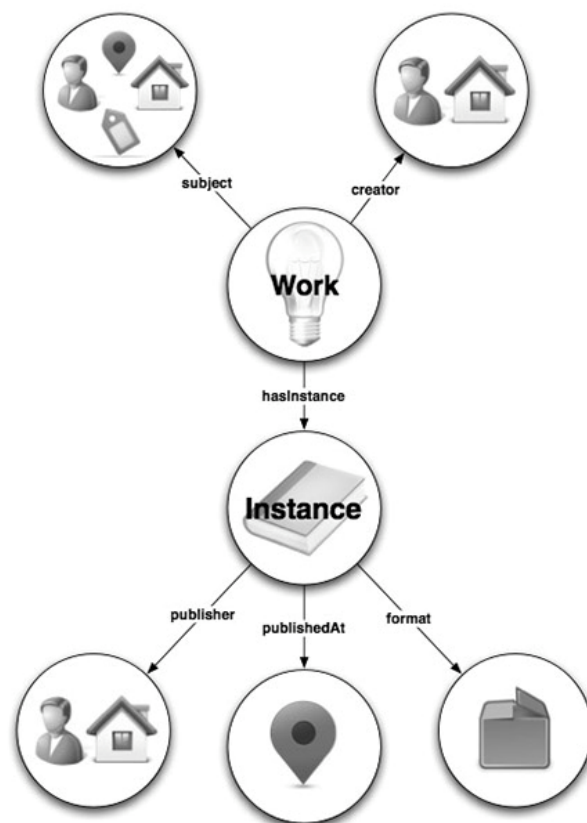 subject
creator
Work
hasInstance
Instance
publisher
publishedAt
format